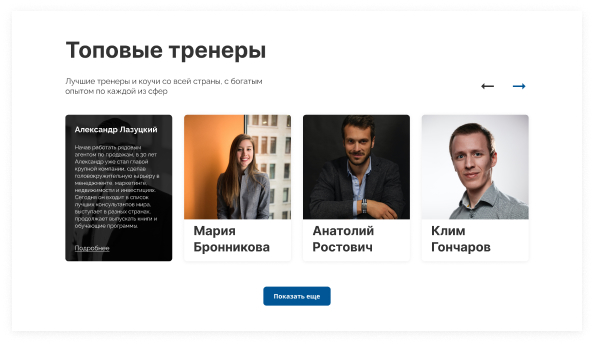 Топовые тренеры
Лучшие тренеры и коучи со всей страны, с богатым
опытом по каждой из сфер
Александр Лазуцкий
Начав работать рядовым
агентом по продажам, в 30 лет
Александр уже стал главой
крупной компании, сделав
головокружительную карьеру в
менеджменте, маркетинге,
недвижимости и инвестициях.
Сегодня он входит в список
лучших консультантов мира,
выступает в разных странах,
продолжает выпускать книги и
обучающие программы.
Подробнее
Мария
Бронникова
Анатолий
Ростович
Клим
Гончаров
Показать еще